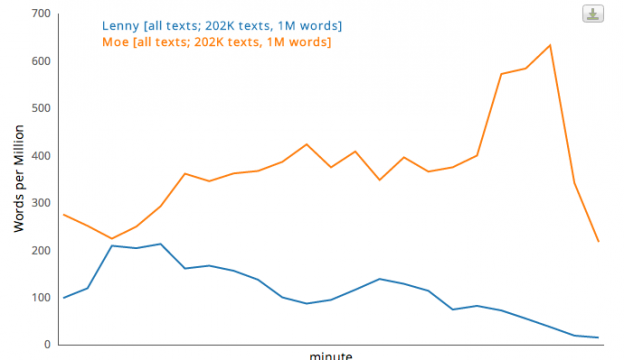 700
Lenny [all texts; 202K texts, 1M words]
Moe [all texts; 202K texts, 1M words]
600
500
400
300
200
100
0
Words per Million
minute